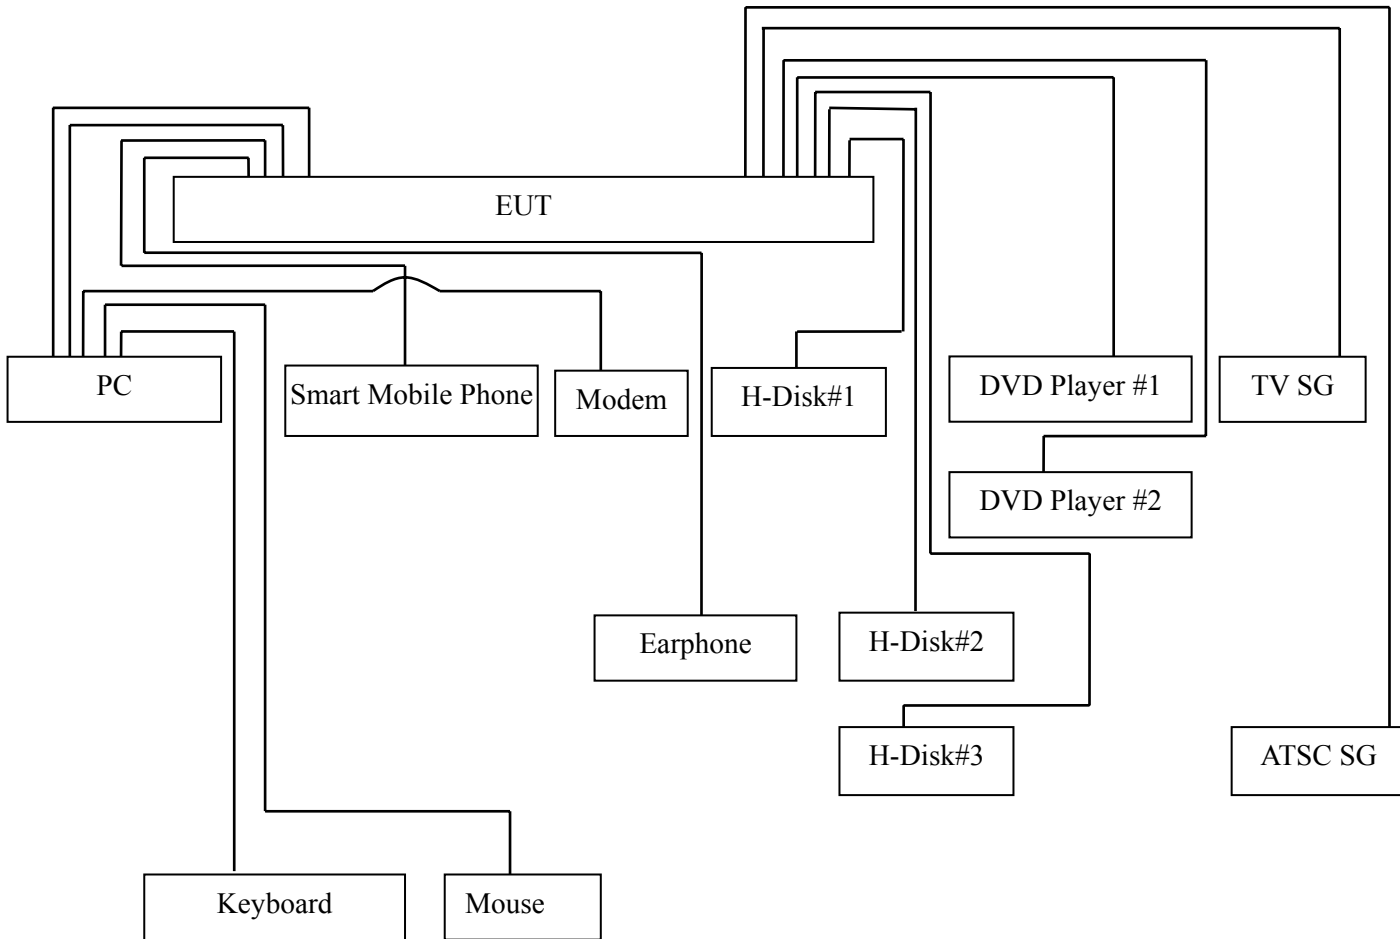 EUT
PC
Smart Mobile Phone
Modem
H-Disk#1
DVD Player #1
TV SG
DVD Player #2
Earphone
H-Disk#2
H-Disk#3
ATSC SG
Keyboard
Mouse